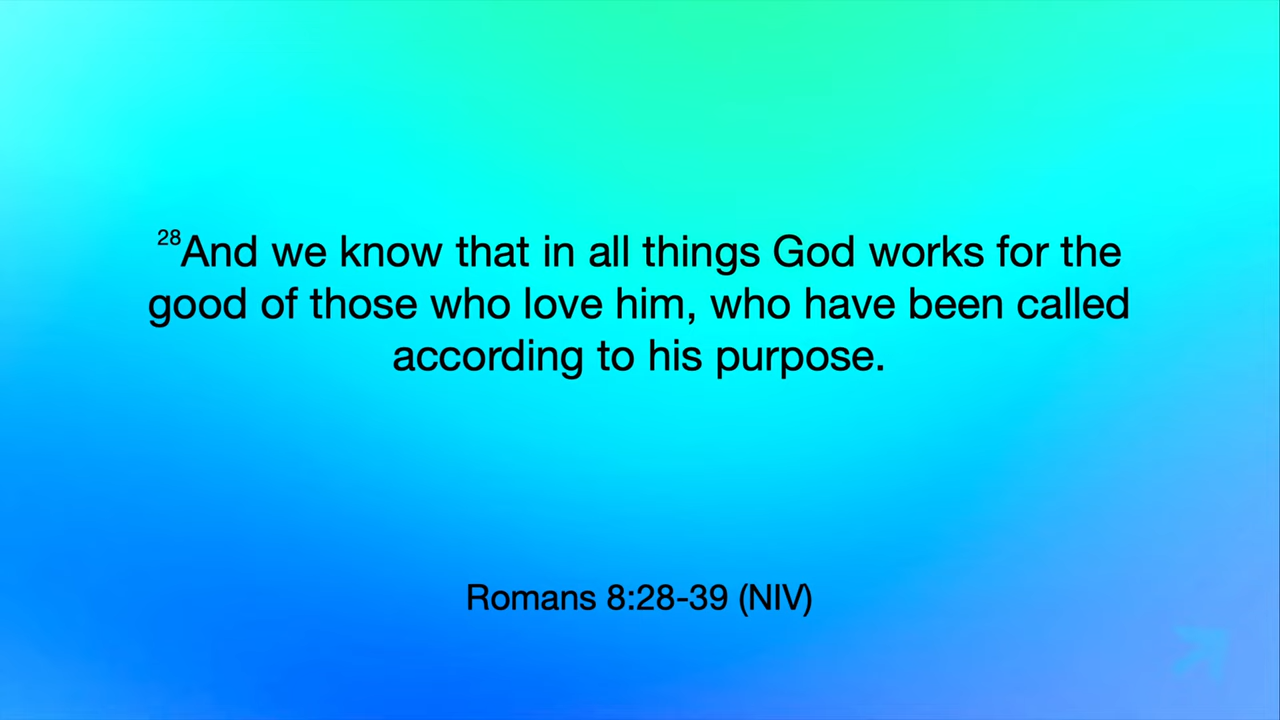 28And we know that in all things God works for the
good of those who love him, who have been called
according to his purpose.
Romans 8:28-39 (NIV)